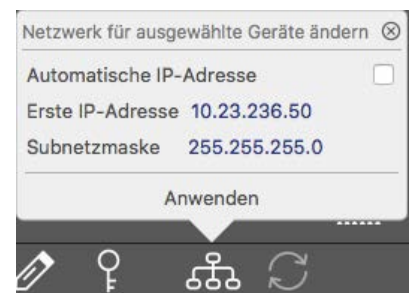 Netzwerk für ausgewählte Geräte ändern
Automatische IP-Adresse
Erste IP-Adresse 10.23.236.50
Subnetzmaske 255.255.255.0
Anwenden